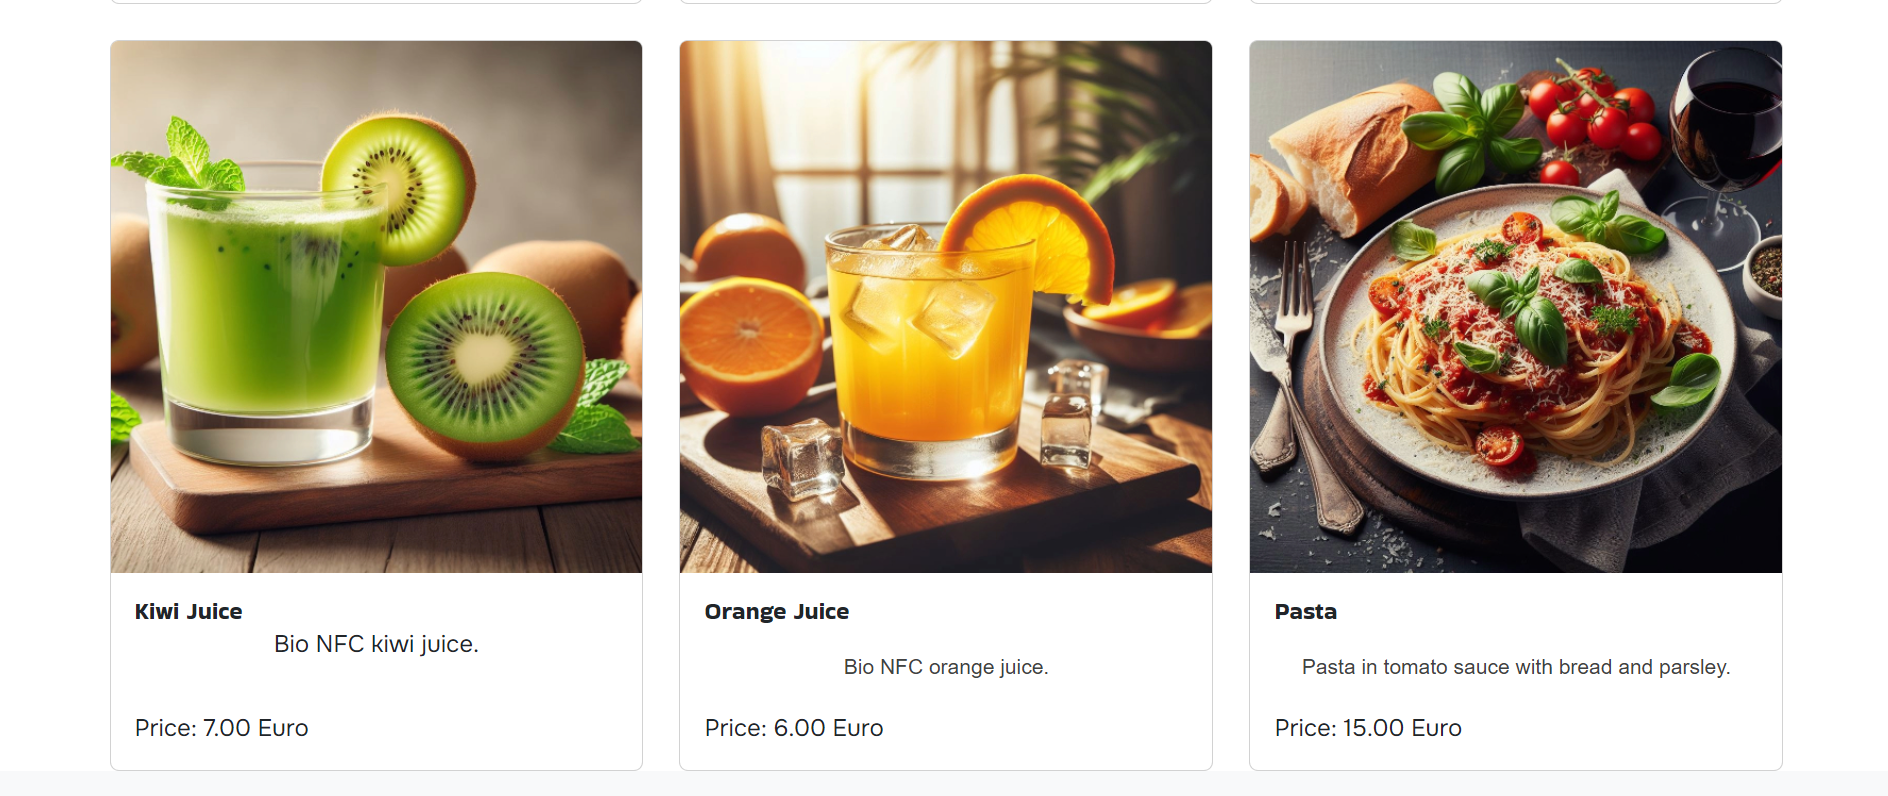 Kiwi Juice
Bio NFC kiwi juice.
Price: 7.00 Euro
Orange Juice
Bio NFC orange juice.
Price: 6.00 Euro
Pasta
Pasta in tomato sauce with bread and parsley.
Price: 15.00 Euro